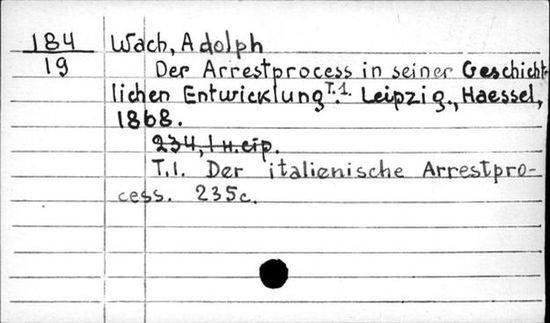 184 Wach, Adolph
19 Der Arrestprocess in seiner Geschicht-
lichen Entwicklung T.1. Leipzig., Haessel,
1868.
234, 1 н.стр.
T.1. Der italienische Arrestpro-
cess. 235c.